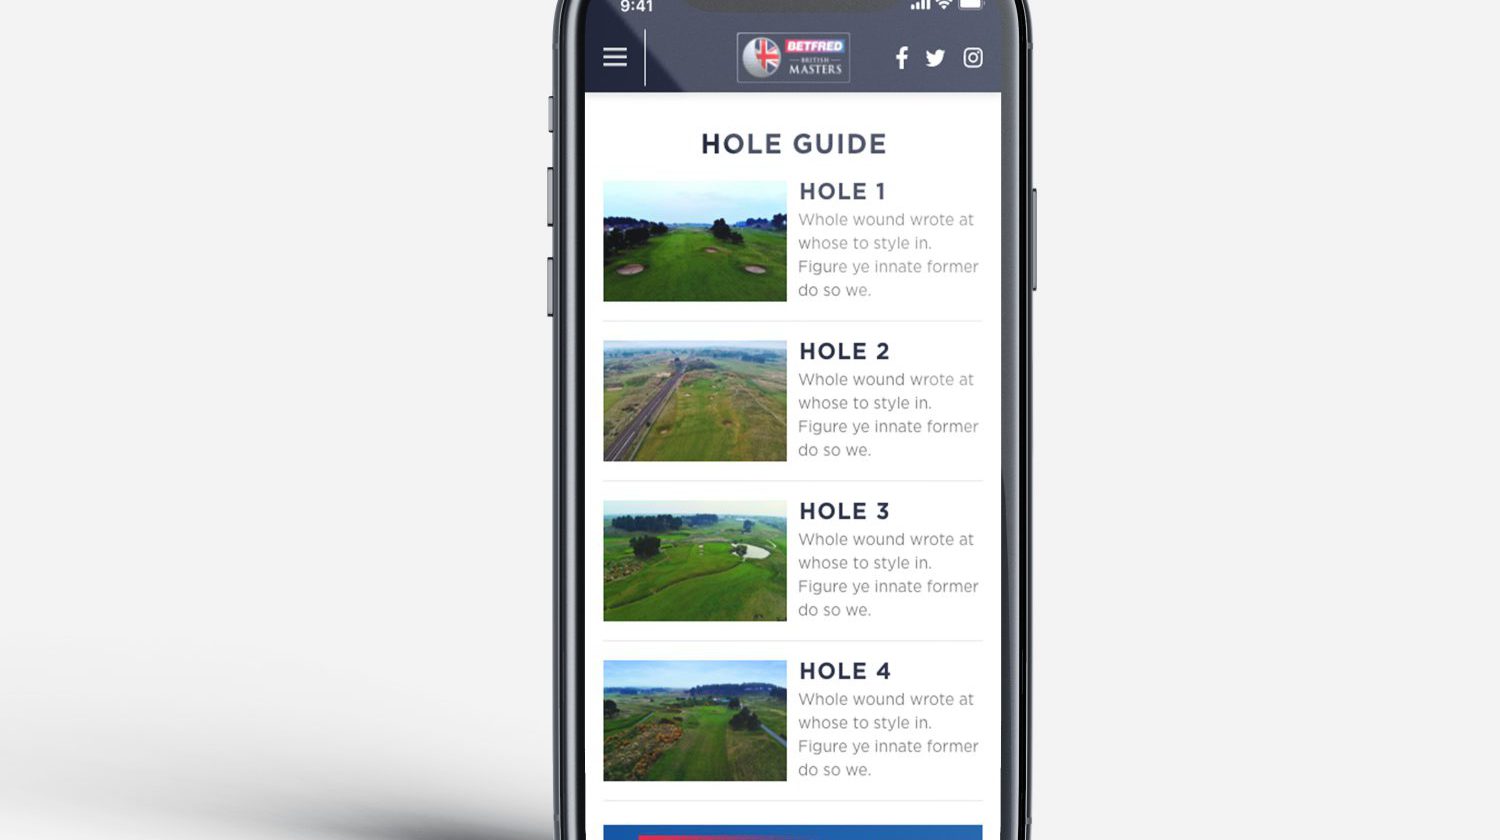 9:41
BETFRED
BRITISH
MASTERS
HOLE GUIDE
HOLE 1
Whole wound wrote at
whose to style in.
Figure ye innate former
do so we.
HOLE 2
Whole wound wrote at
whose to style in.
Figure ye innate former
do so we.
HOLE 3
Whole wound wrote at
whose to style in.
Figure ye innate former
do so we.
HOLE 4
Whole wound wrote at
whose to style in.
Figure ye innate former
do so we.